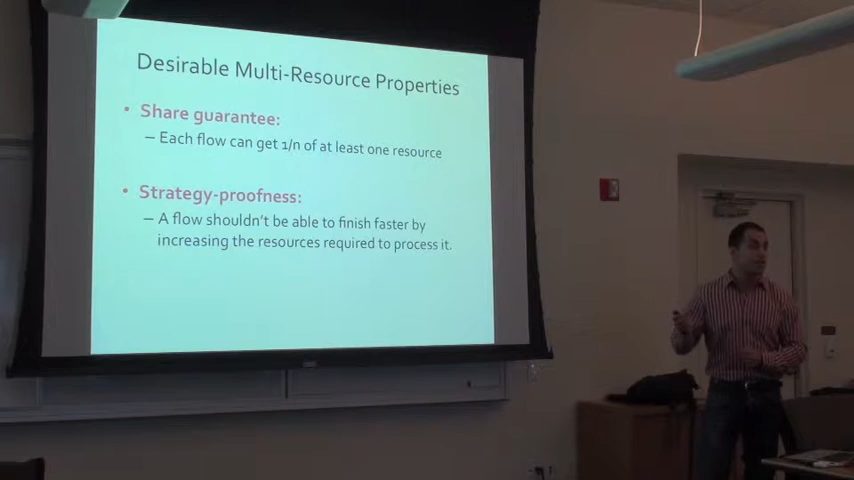 Desirable Multi-Resource Properties
• Share guarantee:
– Each flow can get 1/n of at least one resource
• Strategy-proofness:
– A flow shouldn't be able to finish faster by
increasing the resources required to process it.